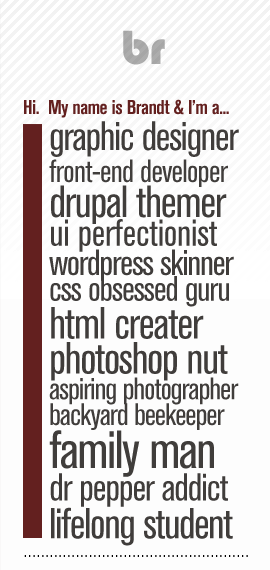 br
Hi. My name is Brandt & I'm a...
graphic designer
front-end developer
drupal themer
ui perfectionist
wordpress skinner
css obsessed guru
html creater
photoshop nut
aspiring photographer
backyard beekeeper
family man
dr pepper addict
lifelong student